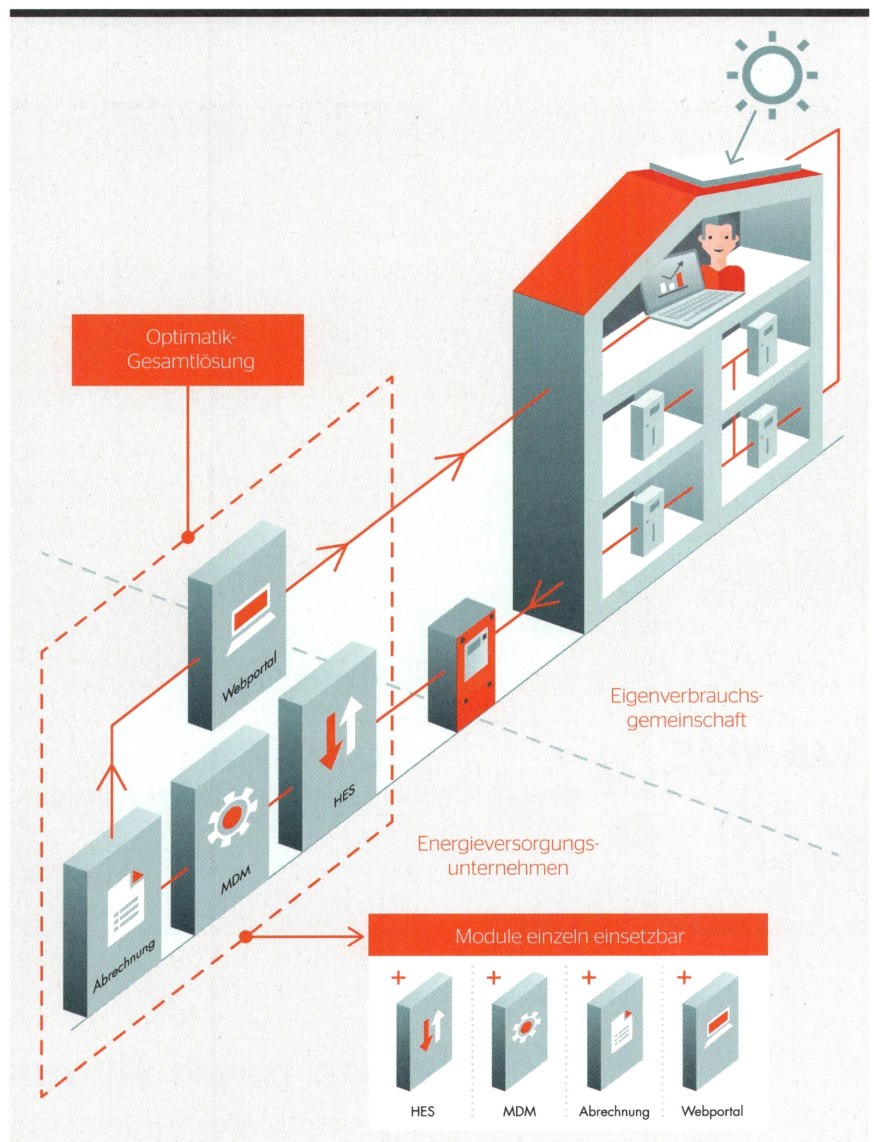 Optimatik-
Gesamtlösung
Webportal
HES
MDM
Abrechnung
Eigenverbrauchs-
gemeinschaft
Energieversorgungs-
unternehmen
Module einzeln einsetzbar
HES
MDM
Abrechnung
Webportal